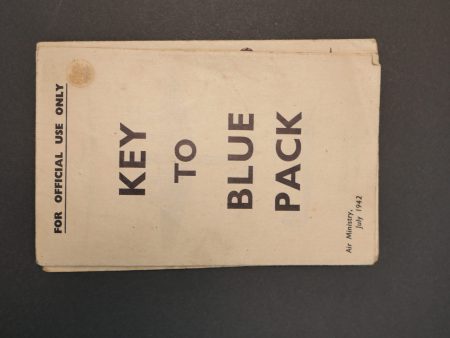 FOR OFFICIAL USE ONLY
KEY
TO
BLUE
PACK
Air Ministry,
July 1942